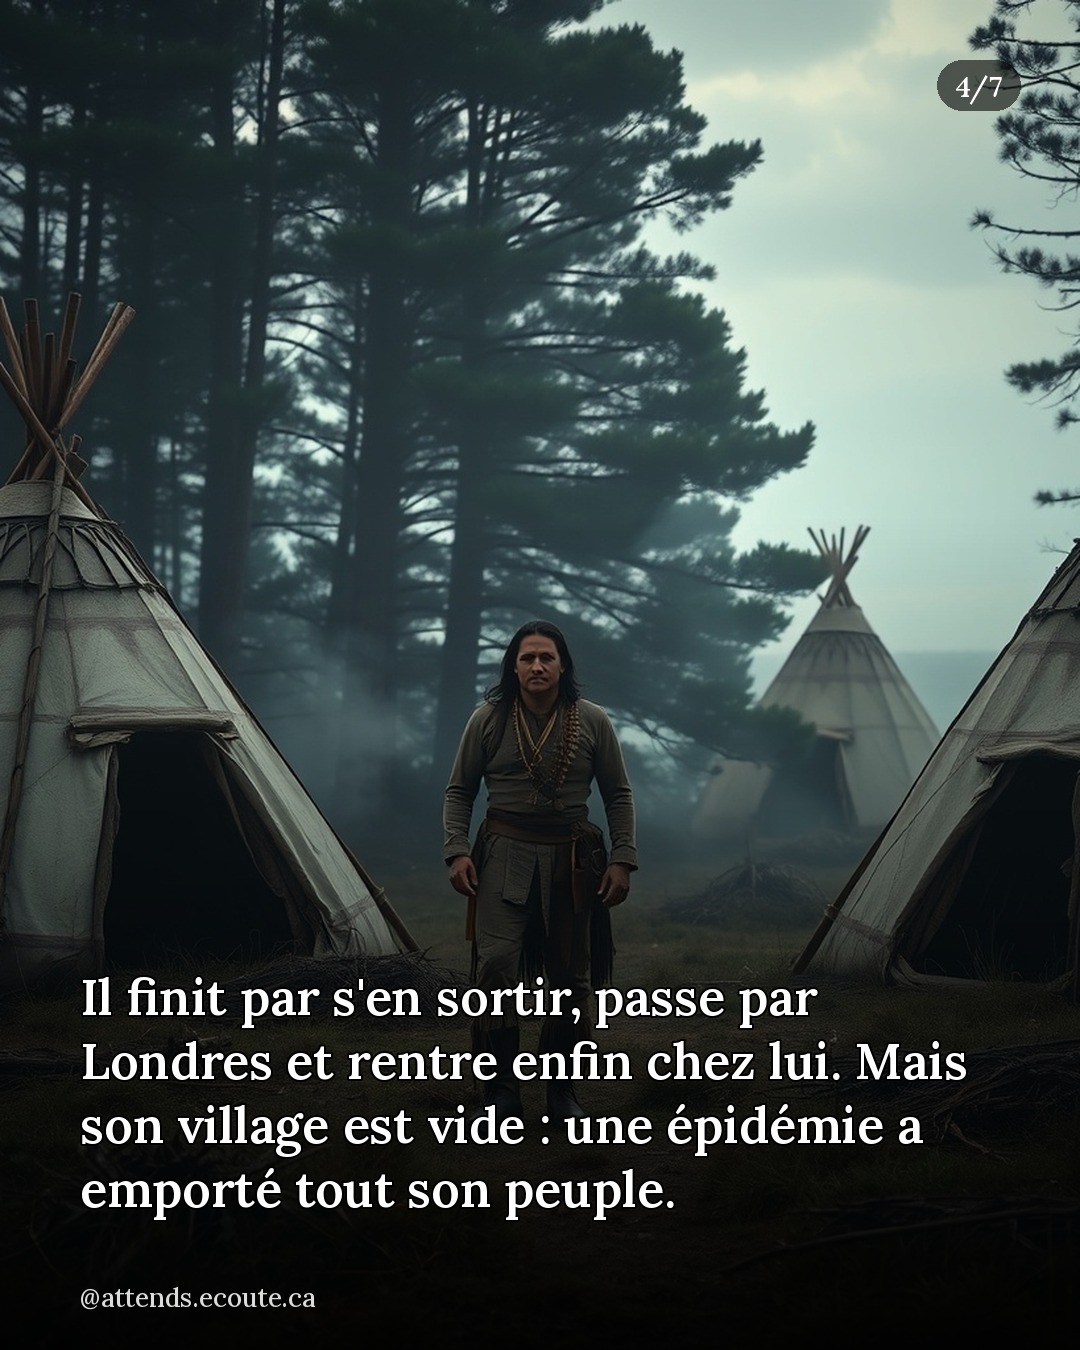 4/7
Il finit par s'en sortir, passe par
Londres et rentre enfin chez lui. Mais
son village est vide : une épidémie a
emporté tout son peuple.
@attends.ecoute.ca